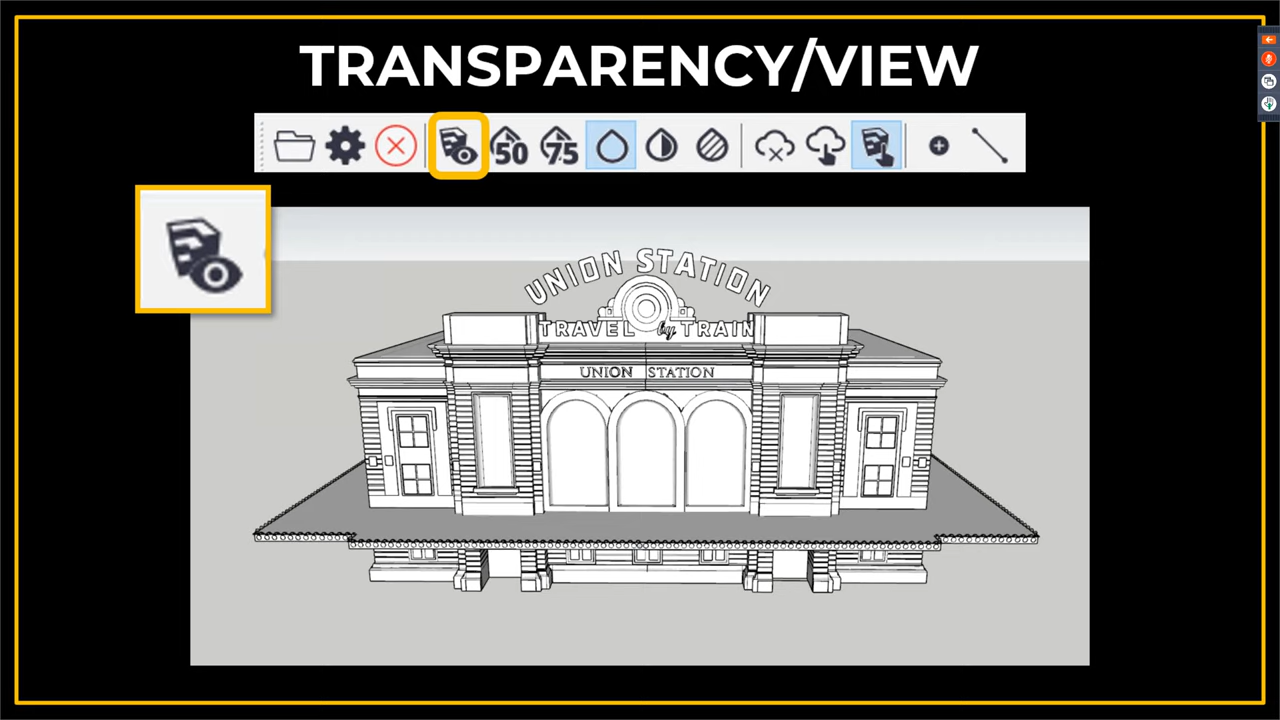 TRANSPARENCY/VIEW
50 75
UNION STATION
TRAVEL by TRAIN
UNION STATION